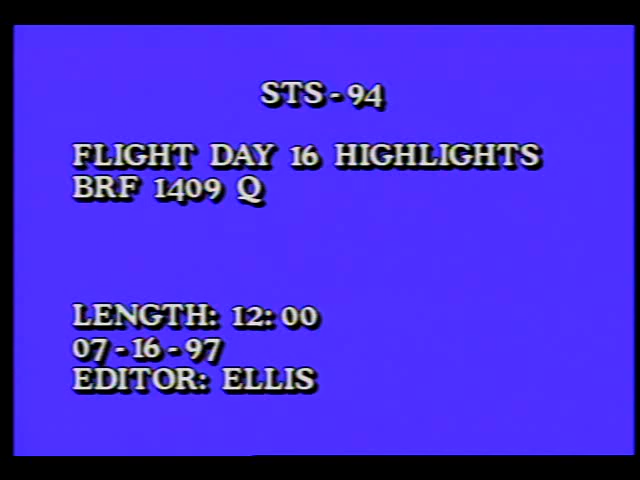 STS - 94
FLIGHT DAY 16 HIGHLIGHTS
BRF 1409 Q
LENGTH: 12: 00
07 - 16 - 97
EDITOR: ELLIS